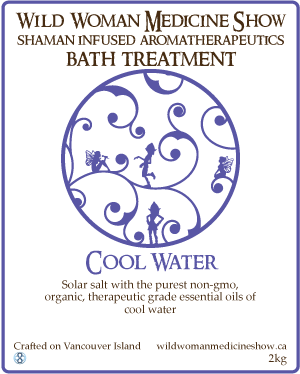 Wild Woman Medicine Show
Shaman Infused Aromatherapeutics
Bath Treatment
Cool Water
Solar salt with the purest non-gmo,
organic, therapeutic grade essential oils of
cool water
Crafted on Vancouver Island wildwomanmedicineshow.ca
2kg